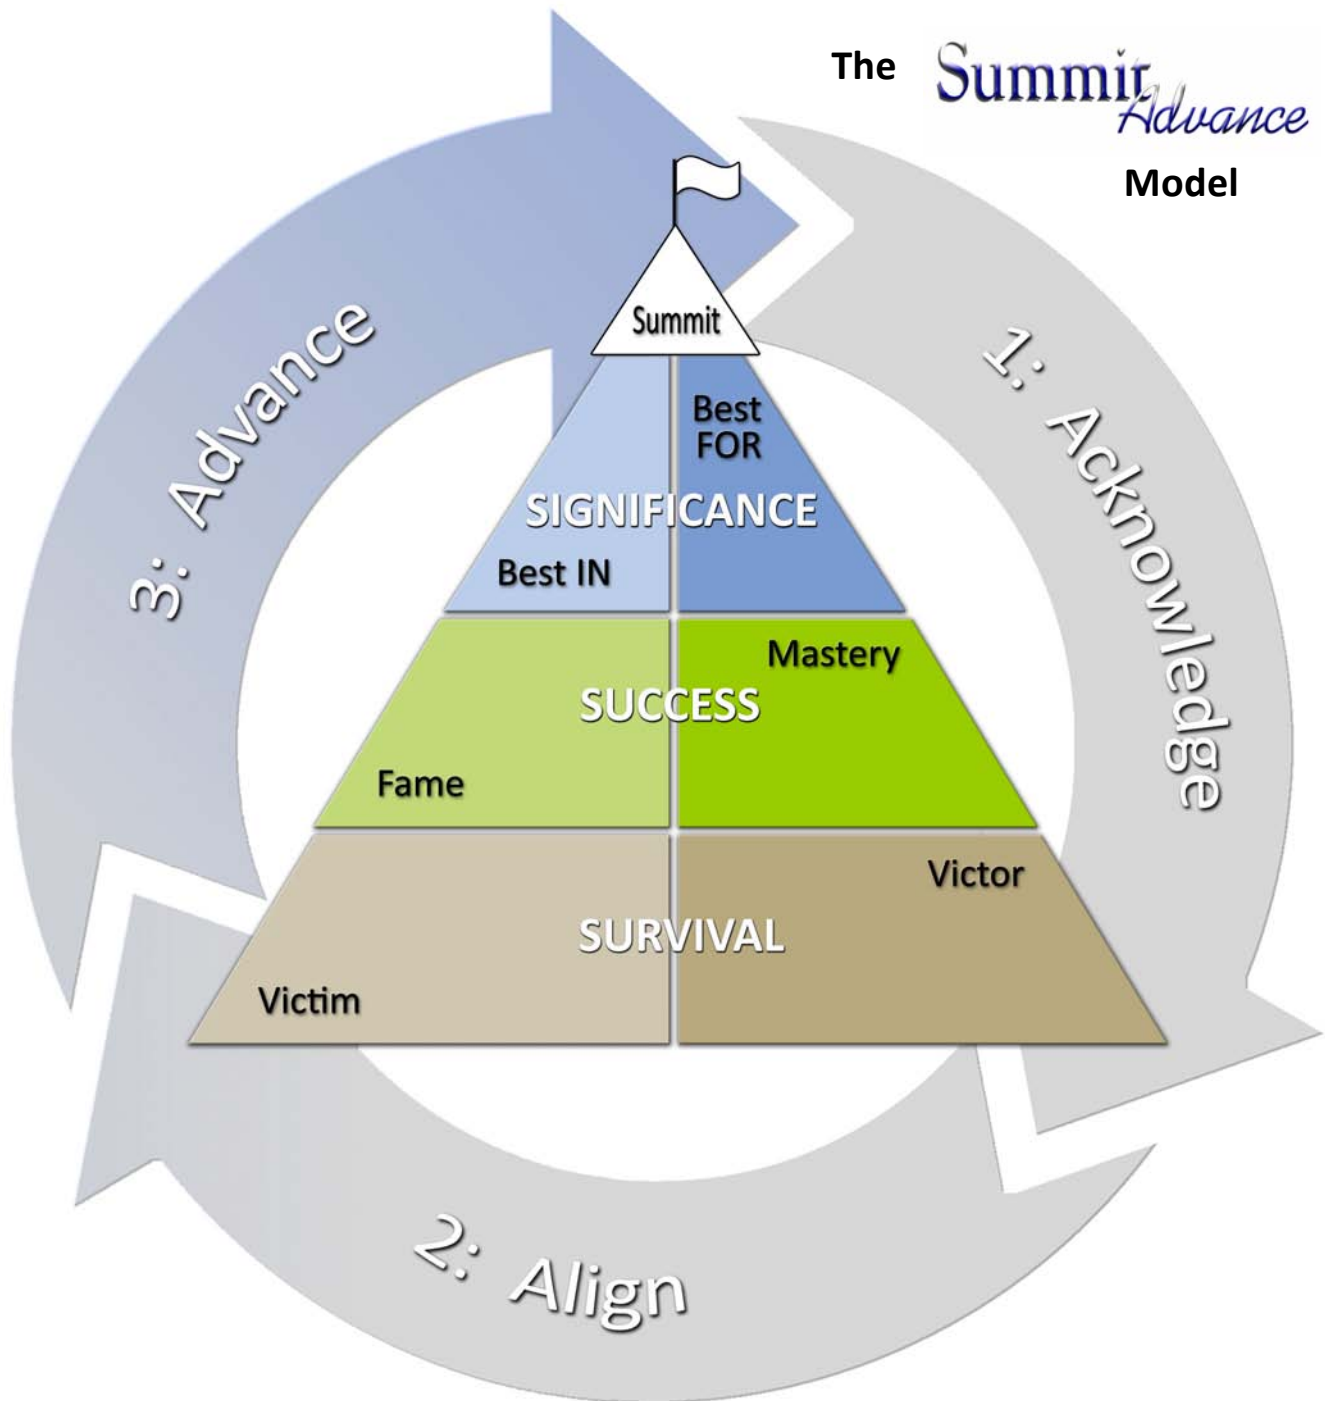 The Summit Advance
Model
Summit
Best
FOR
SIGNIFICANCE
Best IN
Mastery
SUCCESS
Fame
Victor
SURVIVAL
Victim
1: Acknowledge
2: Align
3: Advance